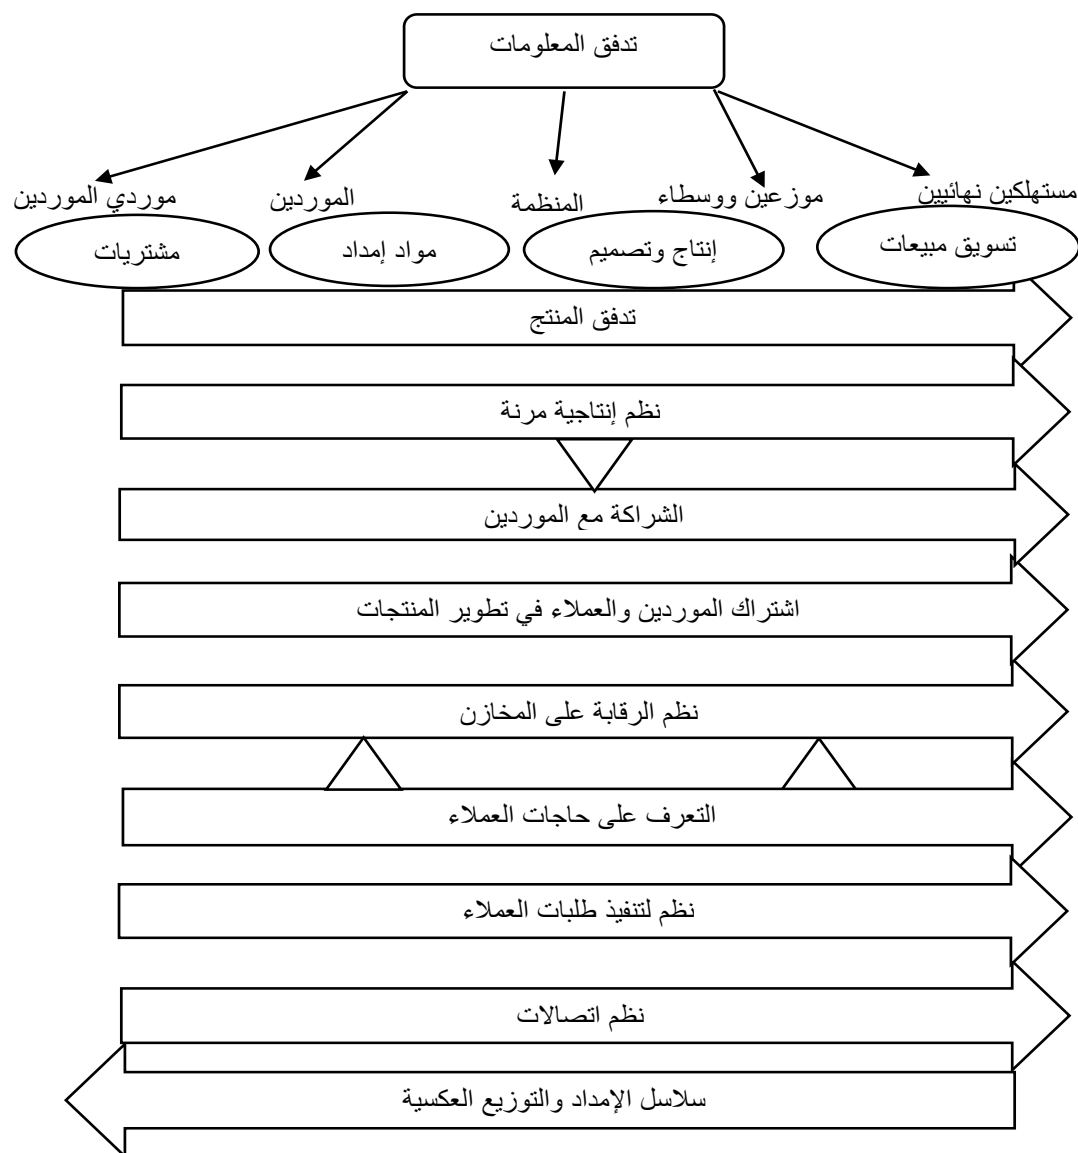 تدفق المعلومات
مستهلكين نهائيين
موزعين ووسطاء
المنظمة
الموردين
موردي الموردين
تسويق مبيعات
إنتاج وتصميم
مواد إمداد
مشتريات
تدفق المنتج
نظم إنتاجية مرنة
الشراكة مع الموردين
اشتراك الموردين والعملاء في تطوير المنتجات
نظم الرقابة على المخازن
التعرف على حاجات العملاء
نظم لتنفيذ طلبات العملاء
نظم اتصالات
سلاسل الإمداد والتوزيع العكسية